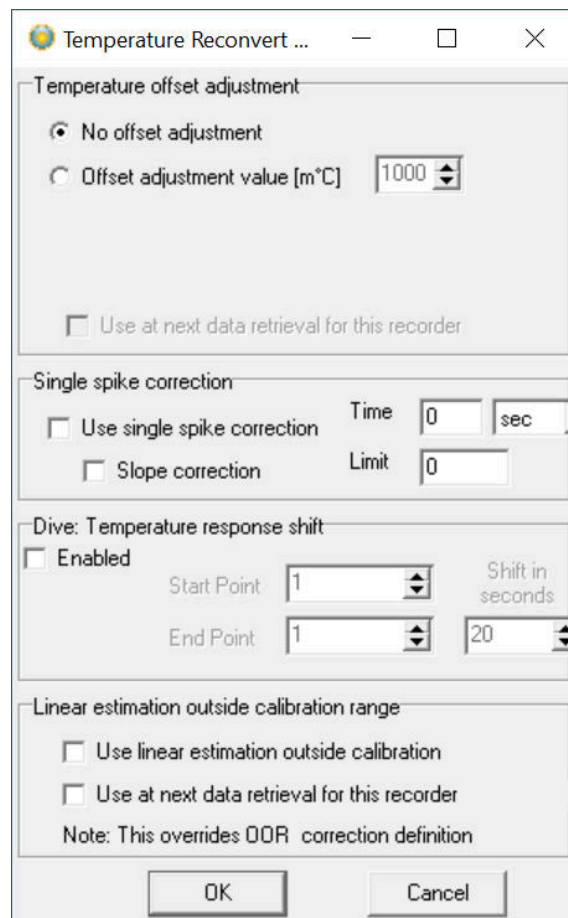 Temperature Reconvert ...
Temperature offset adjustment
No offset adjustment
Offset adjustment value [m°C] 1000
Use at next data retrieval for this recorder
Single spike correction
Use single spike correction Time 0 sec
Slope correction Limit 0
Dive: Temperature response shift
Enabled
Start Point 1 Shift in
seconds
End Point 1 20
Linear estimation outside calibration range
Use linear estimation outside calibration
Use at next data retrieval for this recorder
Note: This overrides OOR correction definition
OK Cancel